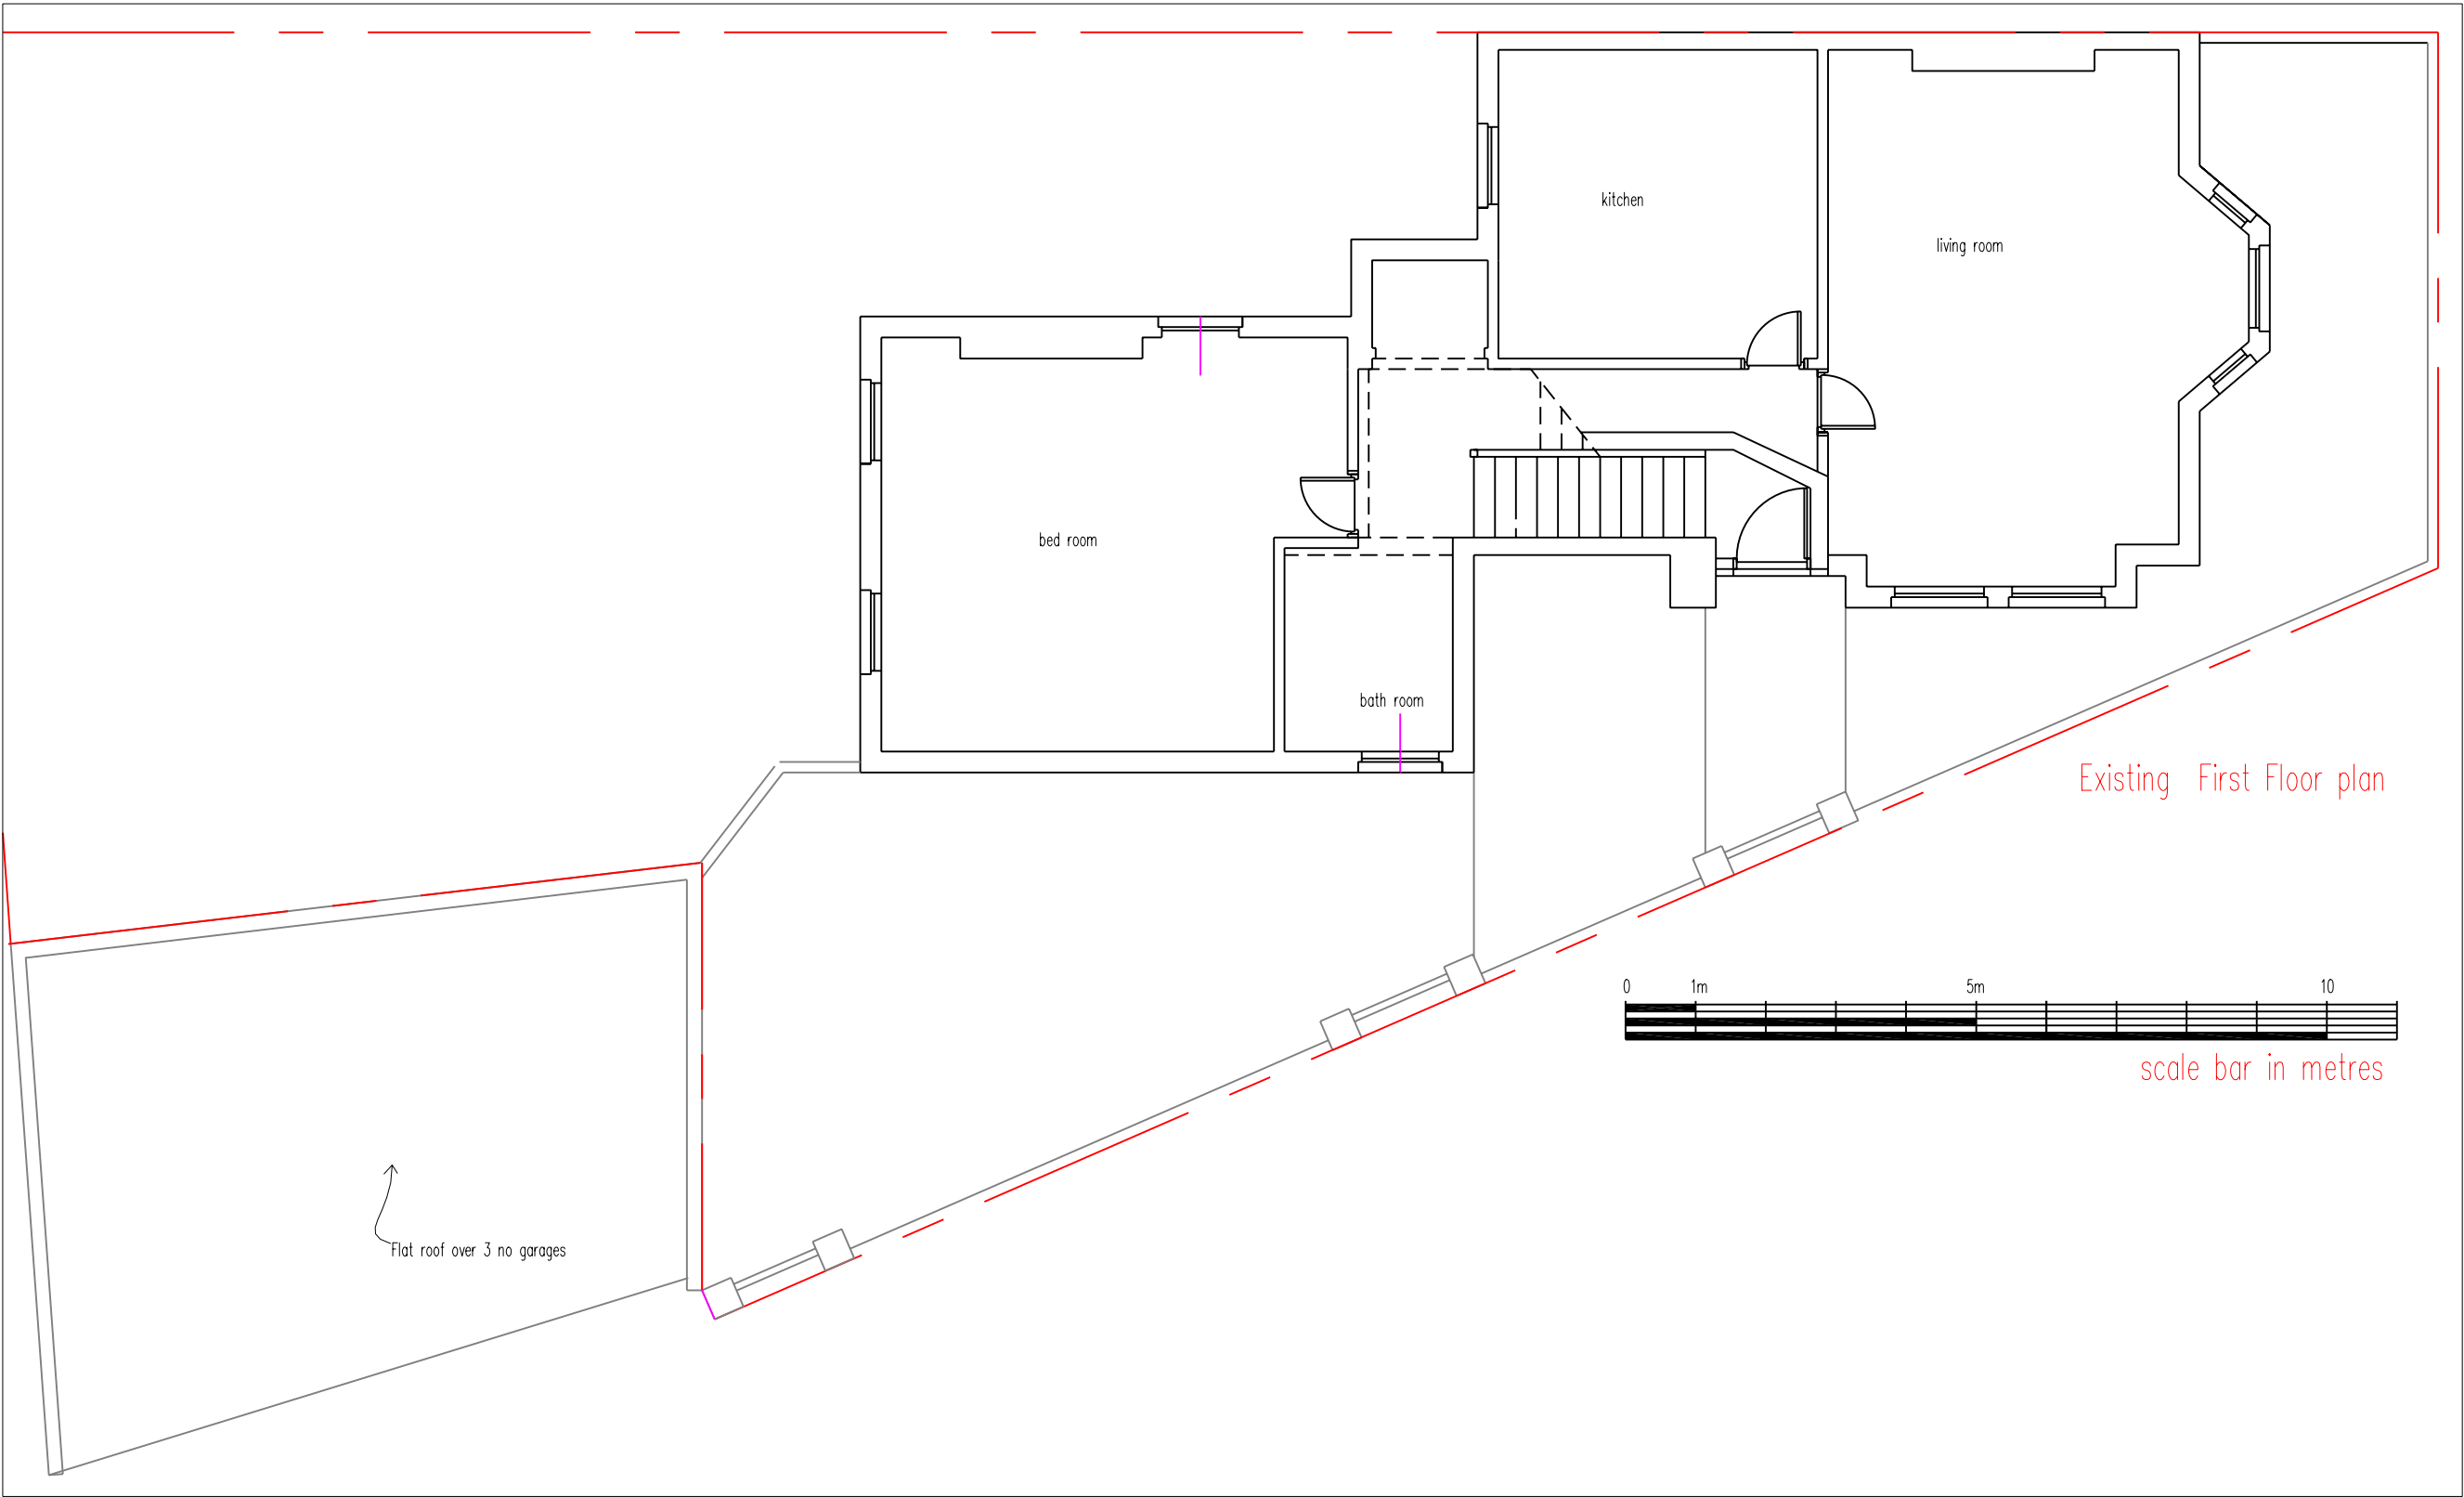 kitchen
living room
bed room
bath room
Existing First Floor plan
0 1m 5m 10
scale bar in metres
Flat roof over 3 no garages